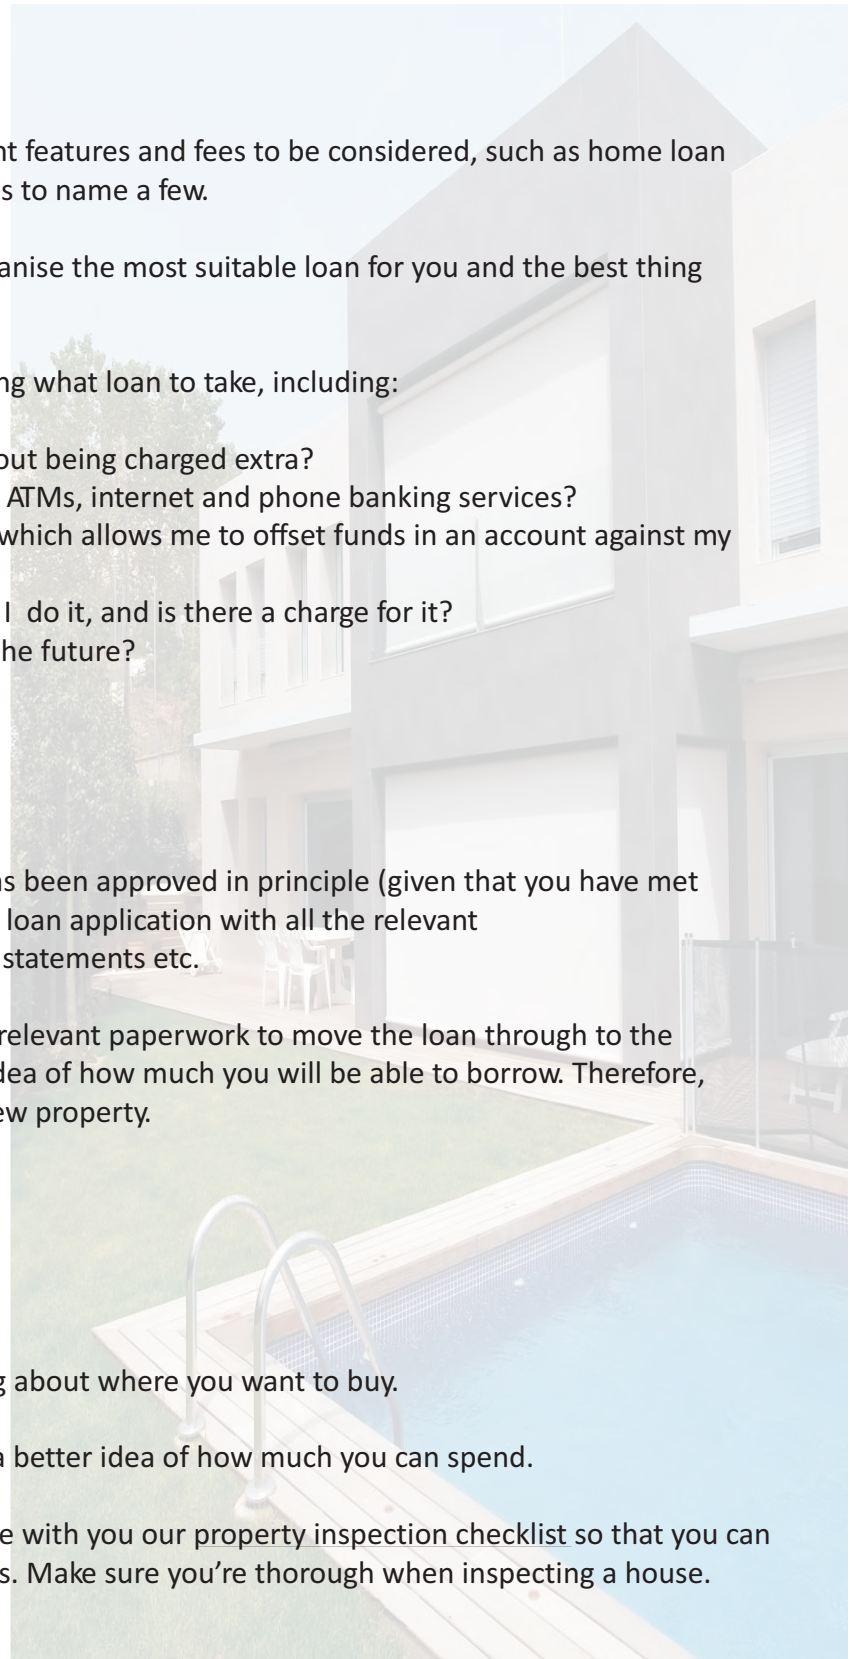 nt features and fees to be considered, such as home loan
s to name a few.
anise the most suitable loan for you and the best thing
ng what loan to take, including:
out being charged extra?
ATMs, internet and phone banking services?
which allows me to offset funds in an account against my
I do it, and is there a charge for it?
he future?
as been approved in principle (given that you have met
loan application with all the relevant
statements etc.
relevant paperwork to move the loan through to the
dea of how much you will be able to borrow. Therefore,
ew property.
g about where you want to buy.
a better idea of how much you can spend.
e with you our property inspection checklist so that you can
s. Make sure you’re thorough when inspecting a house.